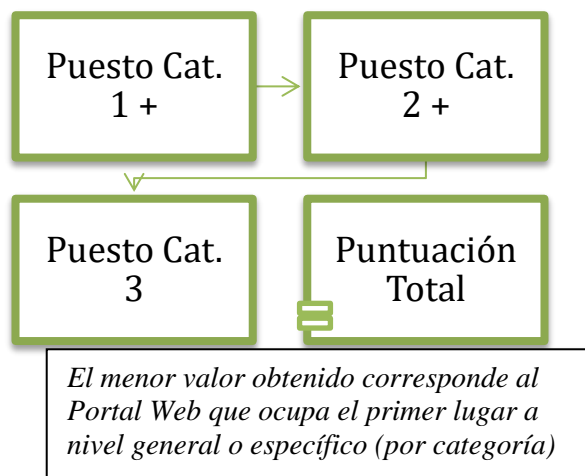 Puesto Cat.
1 +
Puesto Cat.
2 +
Puesto Cat.
3
Puntuación
Total
El menor valor obtenido corresponde al
Portal Web que ocupa el primer lugar a
nivel general o específico (por categoría)